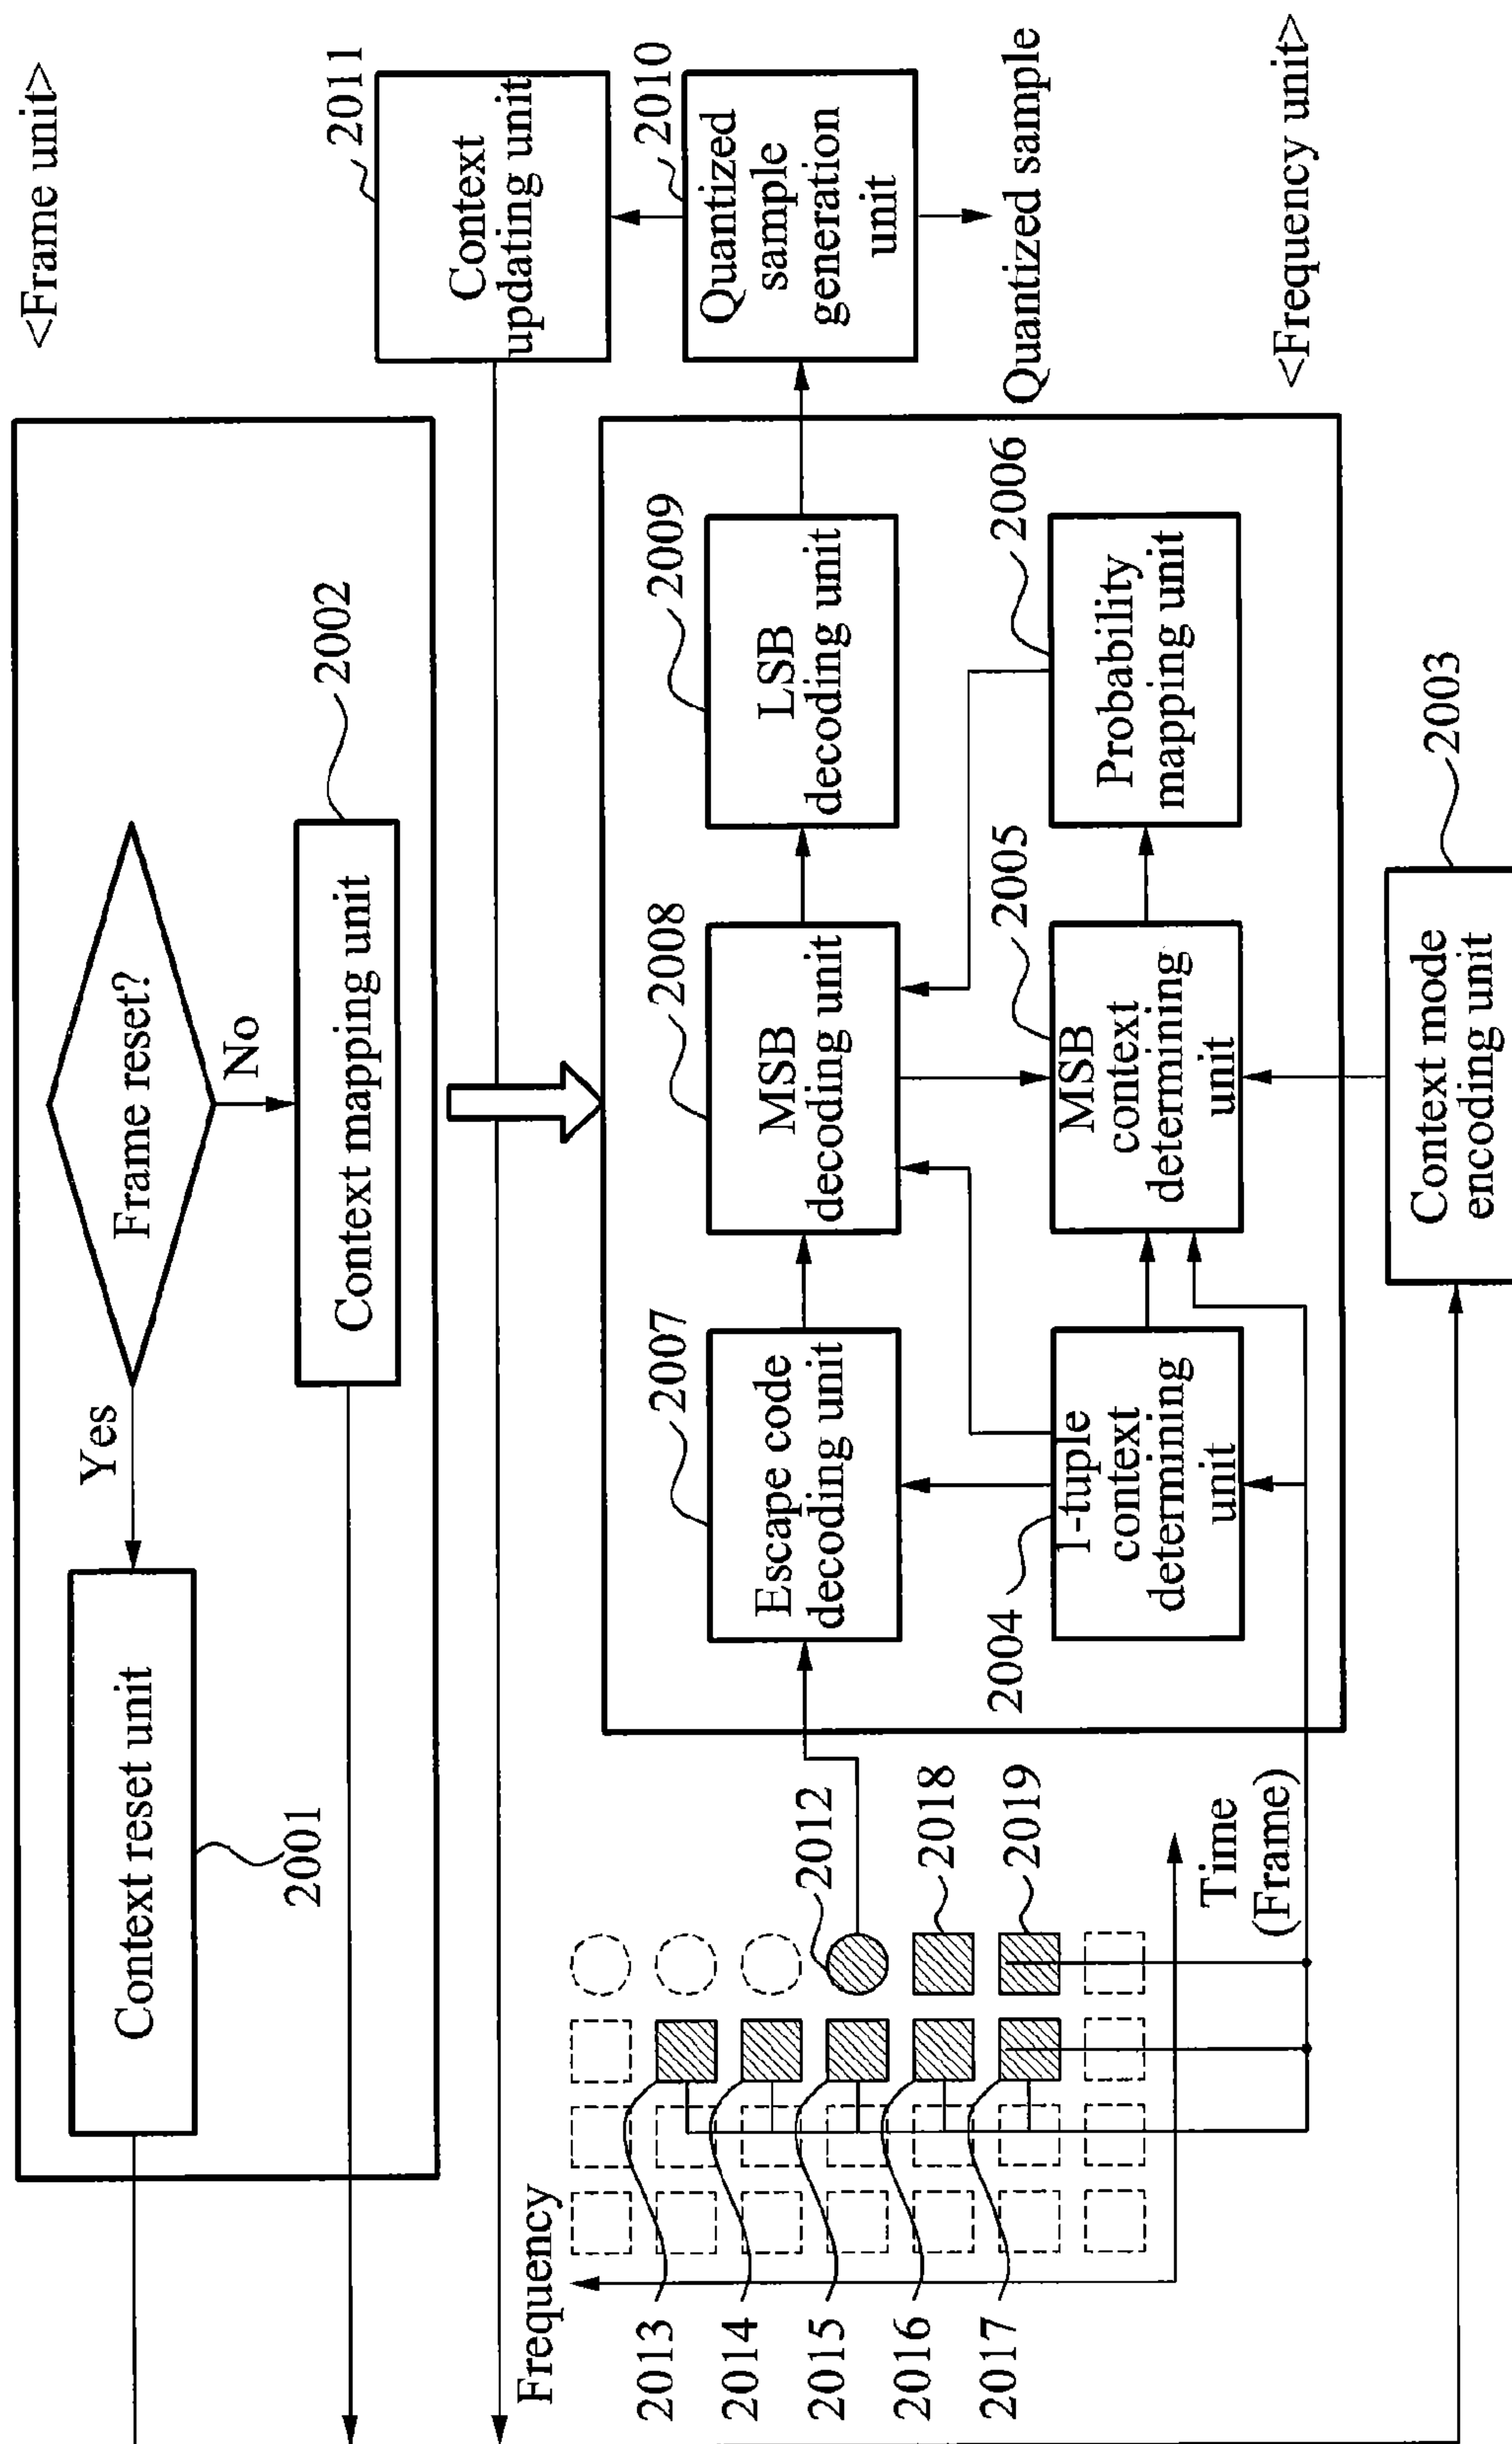 <Frame unit>
Frame reset?
Yes
No
Context reset unit
2001
Context mapping unit
2002
Context
updating unit
2011
Frequency
2013
2014
2015
2016
2017
2012
2018
2019
Time
(Frame)
Escape code
decoding unit
2007
MSB
decoding unit
2008
LSB
decoding unit
2009
Quantized
sample
generation
unit
2010
Quantized sample
1-tuple
context
determining
unit
2004
MSB
context
determining
unit
2005
Probability
mapping unit
2006
Context mode
encoding unit
2003
<Frequency unit>